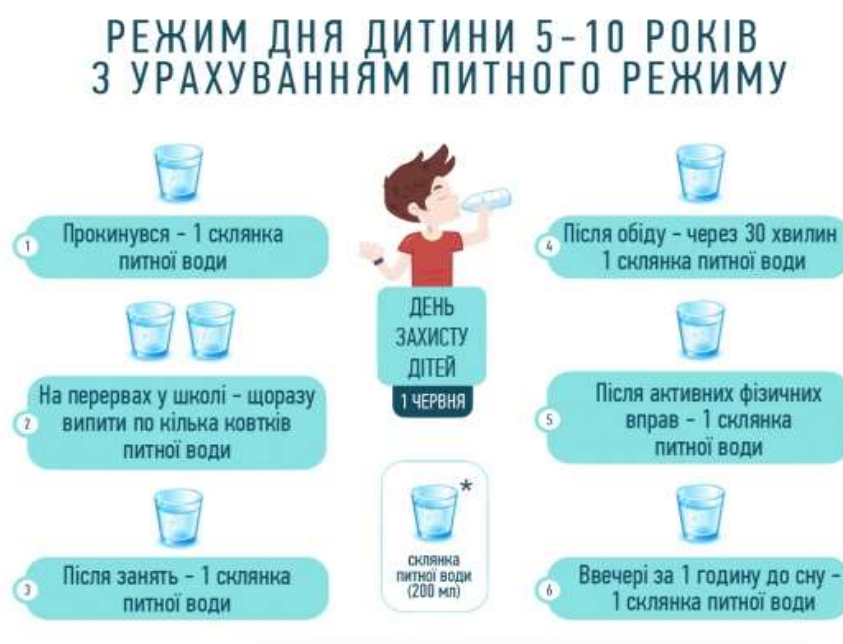 РЕЖИМ ДНЯ ДИТИНИ 5-10 РОКІВ
З УРАХУВАННЯМ ПИТНОГО РЕЖИМУ
1
Прокинувся - 1 склянка
питної води
2
На перервах у школі - щоразу
випити по кілька ковтків
питної води
3
Після занять - 1 склянка
питної води
ДЕНЬ
ЗАХИСТУ
ДІТЕЙ
1 ЧЕРВНЯ
*
склянка
питної води
(200 мл)
4
Після обіду - через 30 хвилин
1 склянка питної води
5
Після активних фізичних
вправ - 1 склянка
питної води
6
Ввечері за 1 годину до сну -
1 склянка питної води